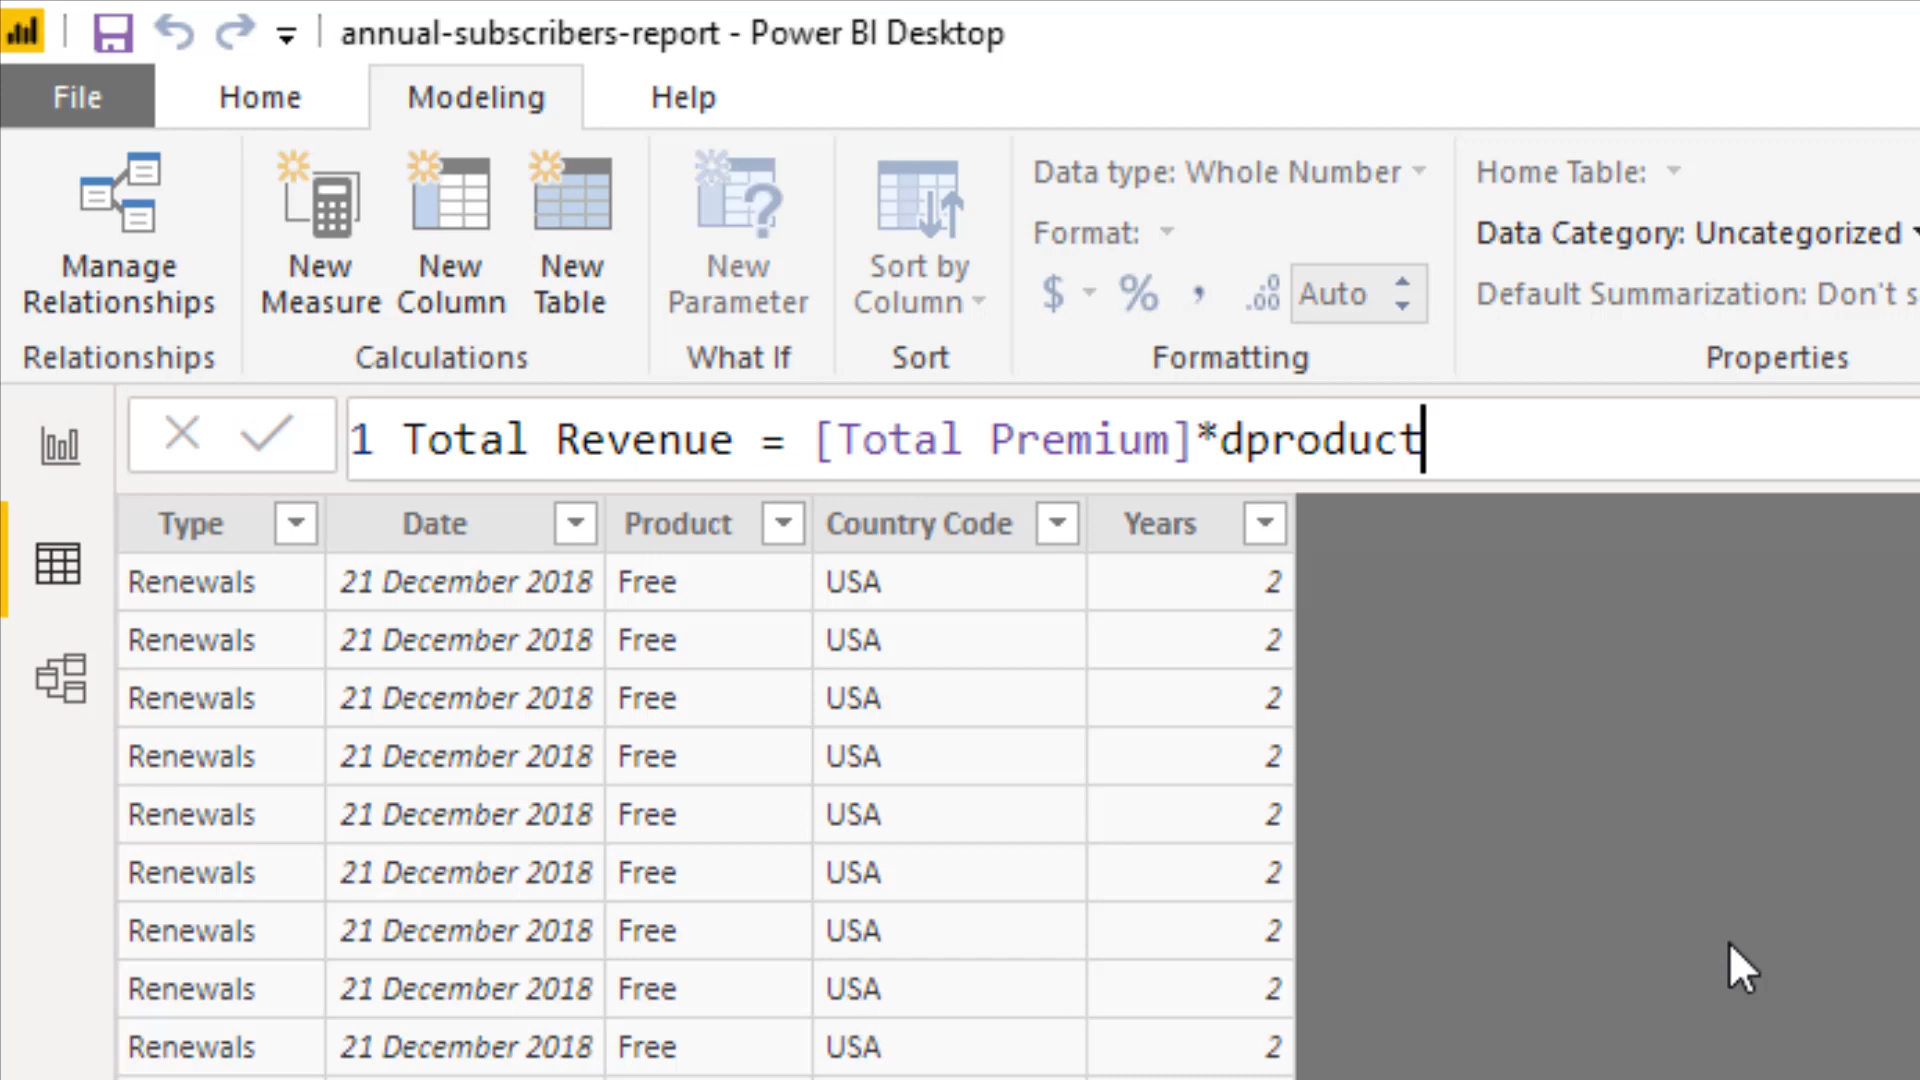 annual-subscribers-report - Power BI Desktop
File Home Modeling Help
Manage Relationships
New Measure
New Column
New Table
New Parameter
Sort by Column
Data type: Whole Number
Format:
$ % , .00 Auto
Home Table:
Data Category: Uncategorized
Default Summarization: Don't s
Relationships Calculations What If Sort Formatting Properties
1 Total Revenue = [Total Premium]*dproduct
Type Date Product Country Code Years
Renewals 21 December 2018 Free USA 2
Renewals 21 December 2018 Free USA 2
Renewals 21 December 2018 Free USA 2
Renewals 21 December 2018 Free USA 2
Renewals 21 December 2018 Free USA 2
Renewals 21 December 2018 Free USA 2
Renewals 21 December 2018 Free USA 2
Renewals 21 December 2018 Free USA 2
Renewals 21 December 2018 Free USA 2